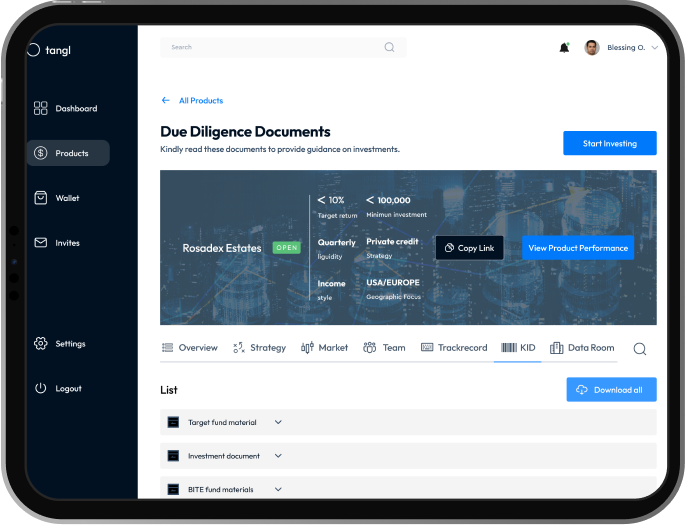 tangl
Search
Blessing O.
Dashboard
Products
Wallet
Invites
Settings
Logout
All Products
Due Diligence Documents
Kindly read these documents to provide guidance on investments.
Start Investing
Rosadex Estates
OPEN
< 10%
Target return
< 100,000
Minimun investment
Quarterly
liguidity
Private credit
Strategy
Income
style
USA/EUROPE
Geographic Focus
Copy Link
View Product Performance
Overview
Strategy
Market
Team
Trackrecord
KID
Data Room
List
Download all
Target fund material
Investment document
BITE fund materials